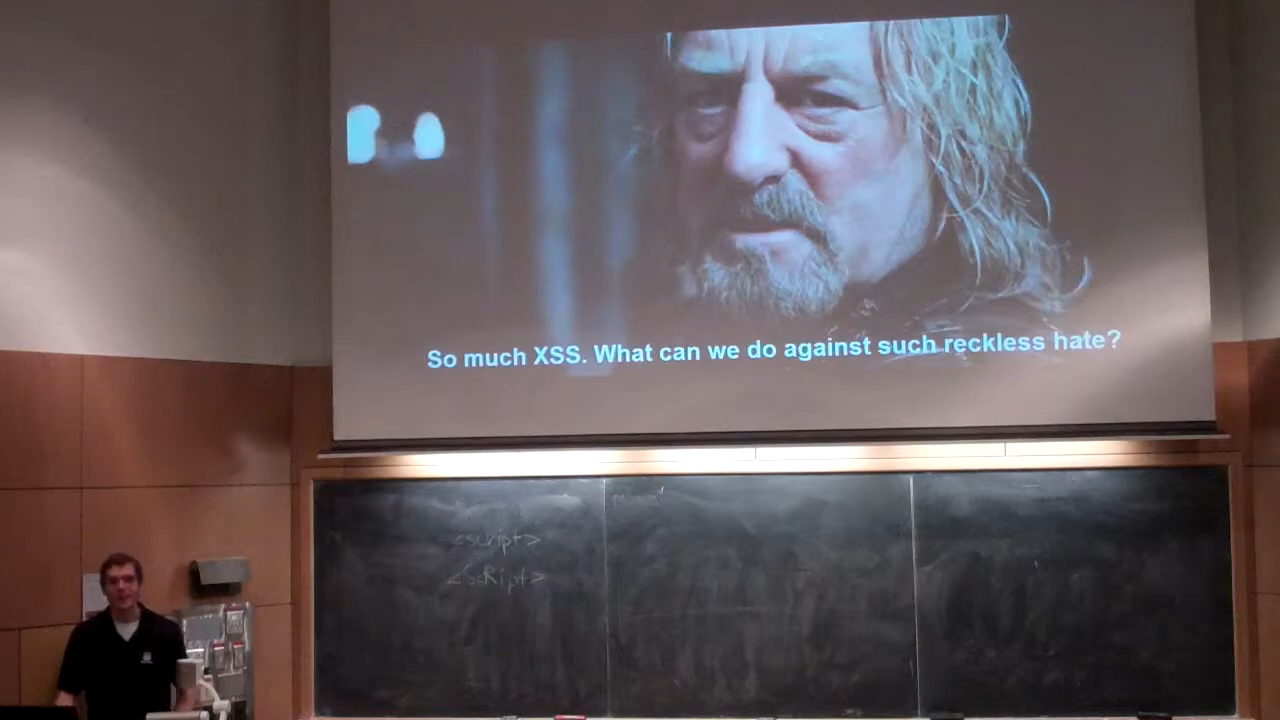 So much XSS. What can we do against such reckless hate?
<script>
<scRipt>